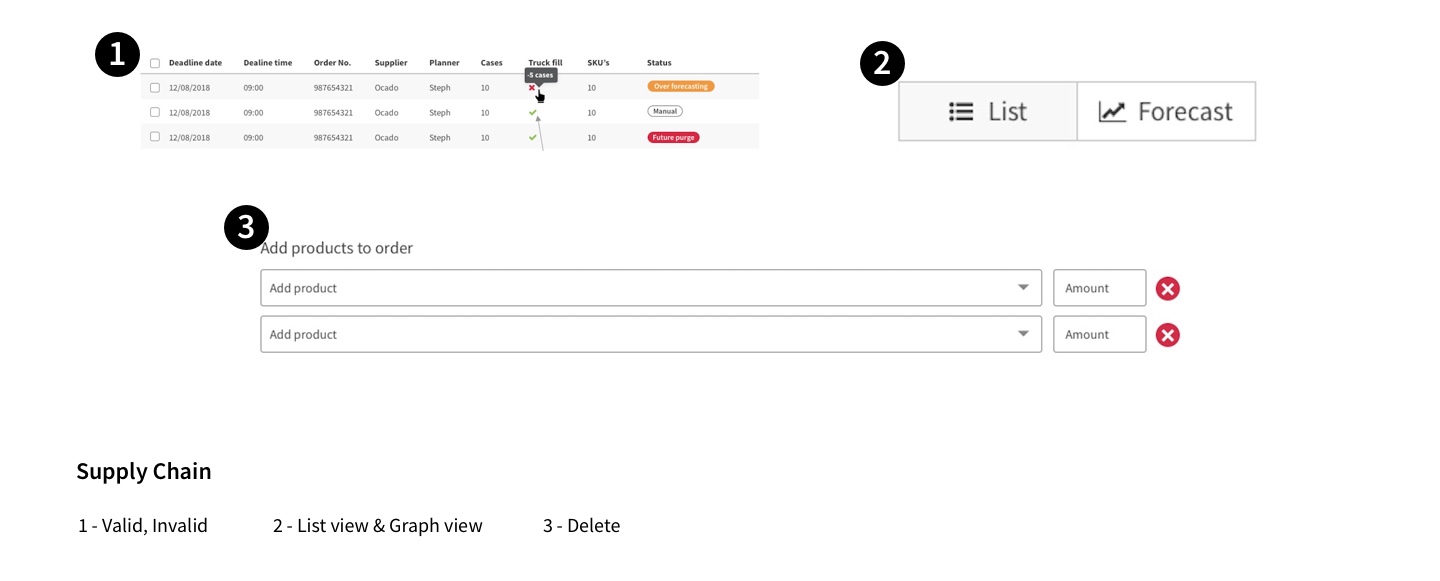 1
Deadline date Dealine time Order No. Supplier Planner Cases Truck fill SKU's Status
-5 cases
12/08/2018 09:00 987654321 Ocado Steph 10 10 Over forecasting
12/08/2018 09:00 987654321 Ocado Steph 10 10 Manual
12/08/2018 09:00 987654321 Ocado Steph 10 10 Future purge
2
List Forecast
3
Add products to order
Add product Amount
Add product Amount
Supply Chain
1 - Valid, Invalid 2 - List view & Graph view 3 - Delete